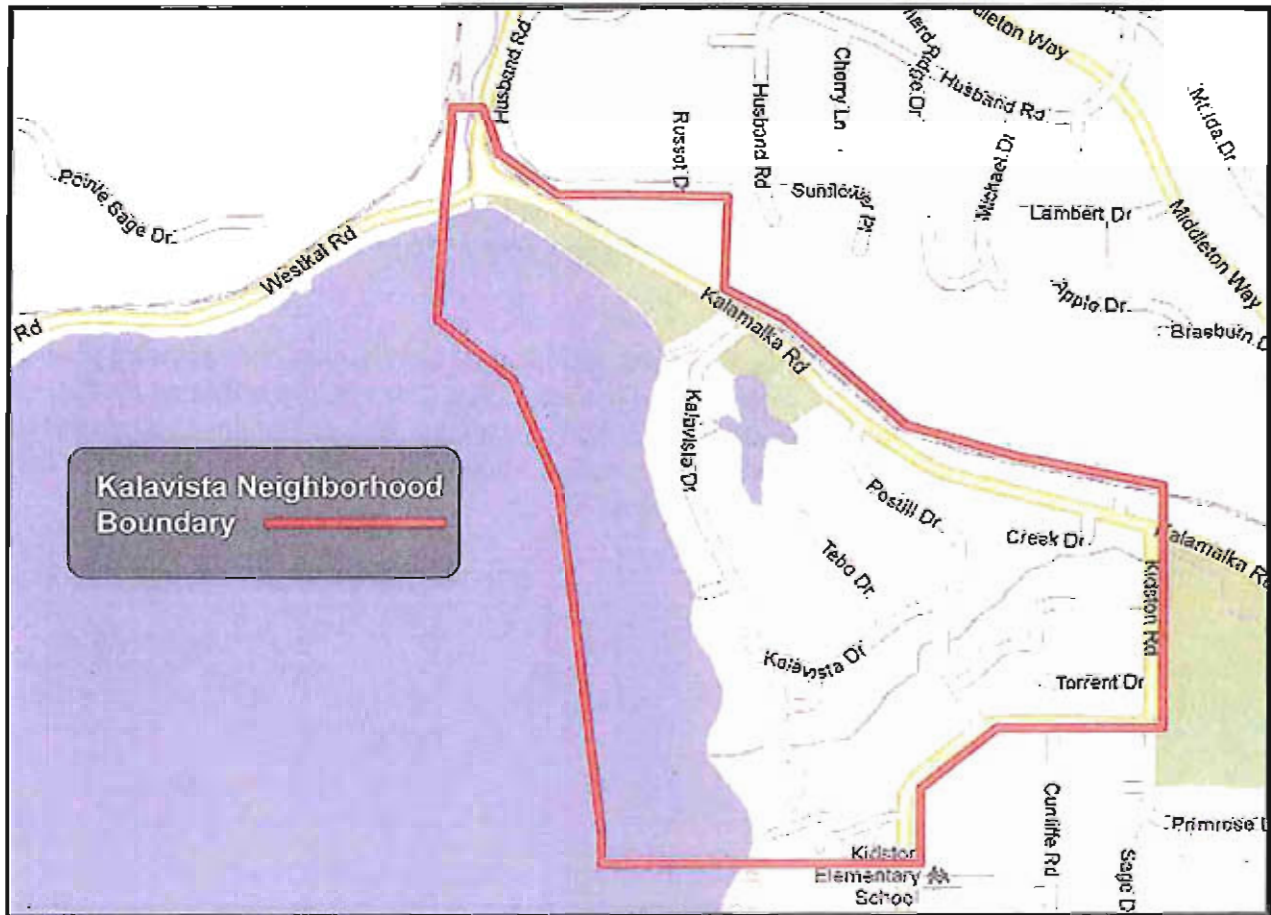 Husband Rd
Middleton Way
Husband Rd
Mt.Ida Dr
Cherry Ln
Husband Rd
Russet D
Michael Dr
Pointe Sage Dr.
Sunflower Pl
Lambert Dr
Middleton Way
Westkal Rd
Rd
Apple Dr
Kalamalka Rd
Kalavista Dr
Kalavista Neighborhood
Boundary
Postill Dr
Creek Dr
Kalamalka Rd
Tebo Dr
Kidston Rd
Kalavista Dr
Torrent Dr
Cunliffe Rd
Primrose
Sage D
Kidston
Elementary
School